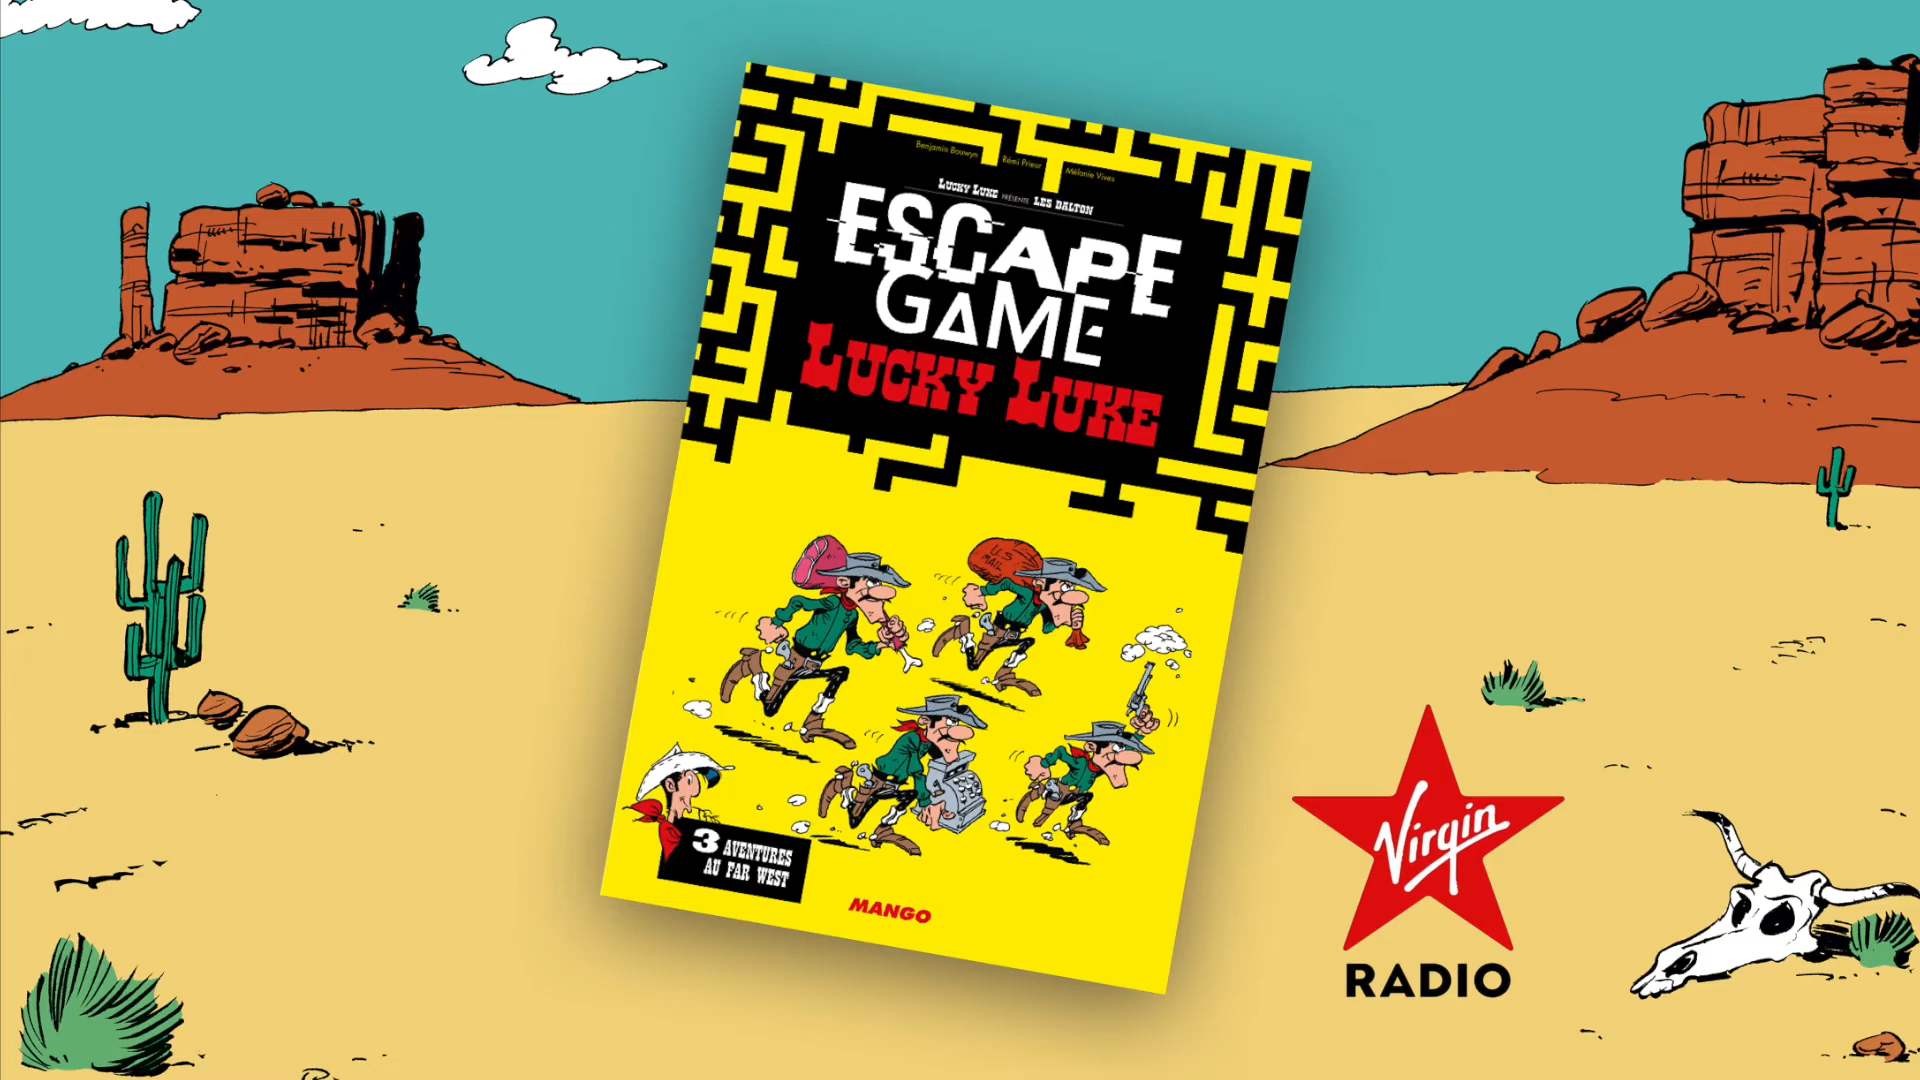 Benjamin Bouwyn Rémi Prieur Mélanie Vives
LUCKY LUKE PRÉSENTE LES DALTON
ESCAPE
GAME
LUCKY LUKE
U.S
MAIL
3 AVENTURES
AU FAR WEST
MANGO
Virgin
RADIO